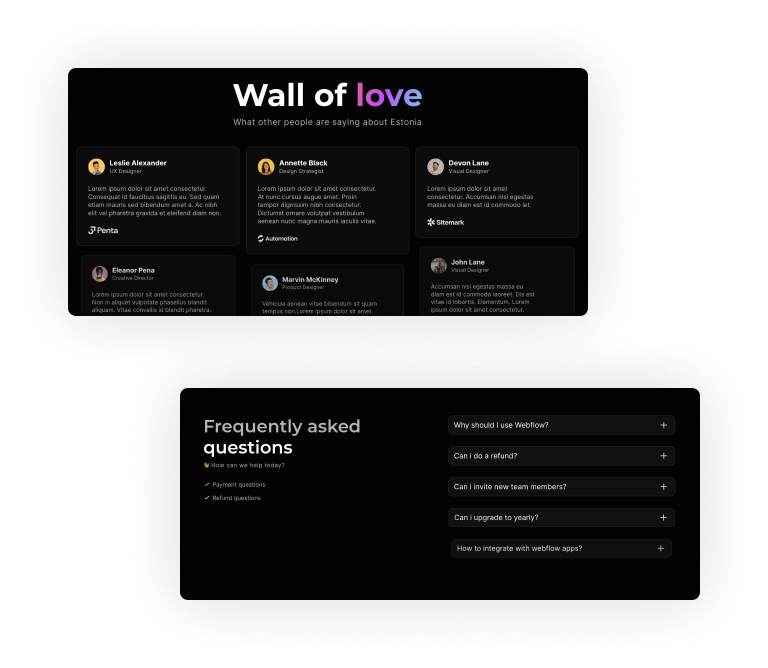 Wall of love
What other people are saying about Estonia
Leslie Alexander
UX Designer
Lorem ipsum dolor sit amet consectetur.
Consequat id faucibus sagittis eu. Sed quam
etiam mauris sed bibendum amet a. Ac nibh
elit vel pharetra gravida et eleifend diam non.
Penta
Annette Black
Design Strategist
Lorem ipsum dolor sit amet consectetur.
At nunc cursus augue amet. Proin
tempor dignissim nibh consectetur.
Dictumst ornare volutpat vestibulum
aenean nunc magna mauris iaculis vitae.
Automation
Devon Lane
Visual Designer
Lorem ipsum dolor sit amet
consectetur. Accumsan nisi egestas
massa eu diam est id commodo let.
Sitemark
Eleanor Pena
Creative Director
Lorem ipsum dolor sit amet consectetur.
Non in aliquet vulputate phasellus blandit
aliquam. Vitae convallis id blandit pharetra.
Marvin McKinney
Product Designer
Vehicula aenean vitae bibendum sit quam
tempus non.Lorem ipsum dolor sit amet
John Lane
Visual Designer
Accumsan nisi egestas massa eu
diam est id commodo laoreet. Dis est
vitae id lobortis. Elementum. Lorem
ipsum dolor sit amet consectetur.
Frequently asked
questions
👋 How can we help today?
✓ Payment questions
✓ Refund questions
Why should I use Webflow? +
Can i do a refund? +
Can i invite new team members? +
Can i upgrade to yearly? +
How to integrate with webflow apps? +